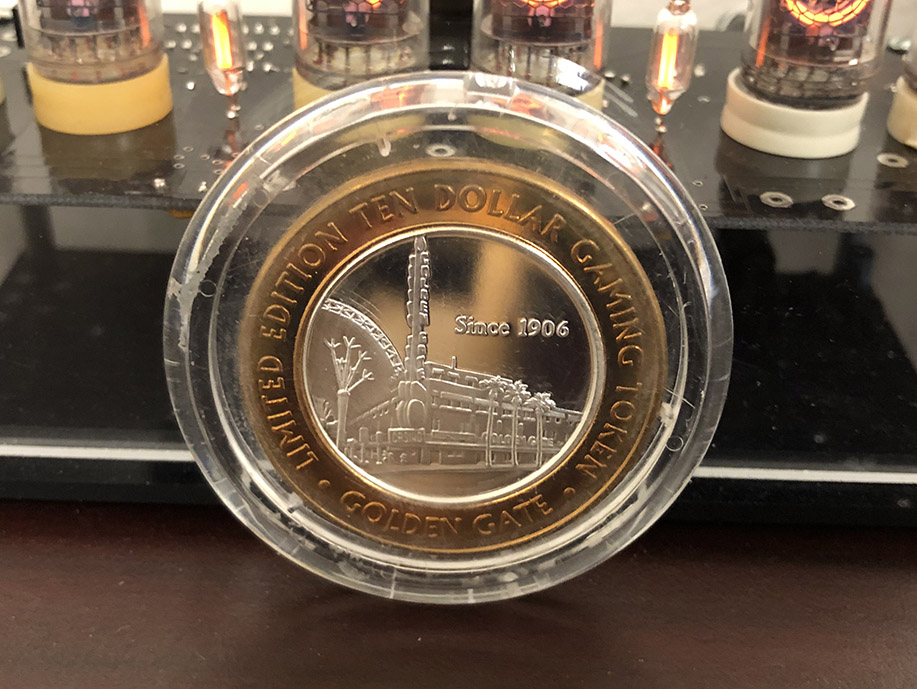 LIMITED EDITION TEN DOLLAR GAMING TOKEN
Since 1906
• GOLDEN GATE •